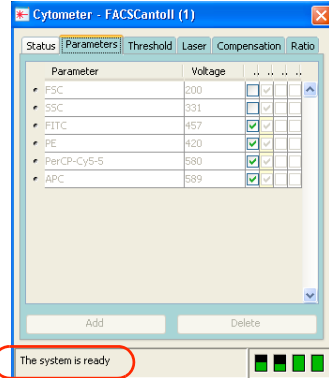 Cytometer - FACSCantoII (1)
Status Parameters Threshold Laser Compensation Ratio
Parameter Voltage .. .. .. ..
FSC 200
SSC 331
FITC 457
PE 420
PerCP-Cy5-5 580
APC 589
Add Delete
The system is ready